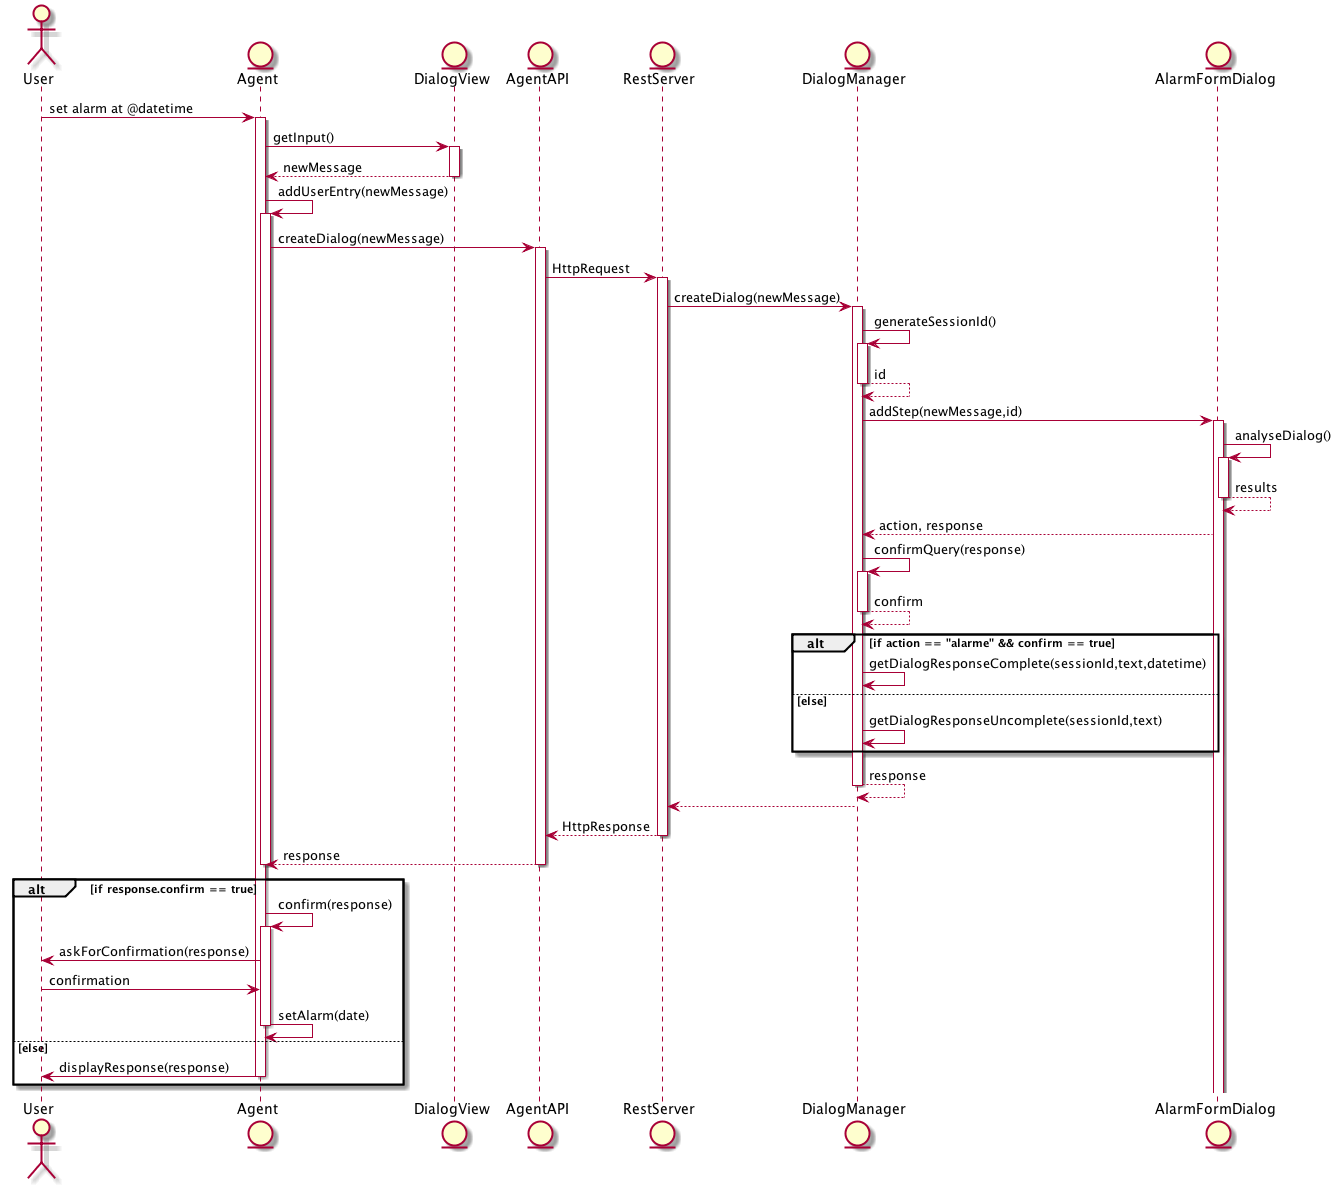 User
Agent
DialogView
AgentAPI
RestServer
DialogManager
AlarmFormDialog
set alarm at @datetime
getInput()
newMessage
addUserEntry(newMessage)
createDialog(newMessage)
HttpRequest
createDialog(newMessage)
generateSessionId()
id
addStep(newMessage,id)
analyseDialog()
results
action, response
confirmQuery(response)
confirm
alt [if action == "alarme" && confirm == true]
getDialogResponseComplete(sessionId,text,datetime)
[else]
getDialogResponseUncomplete(sessionId,text)
response
HttpResponse
response
alt [if response.confirm == true]
confirm(response)
askForConfirmation(response)
confirmation
setAlarm(date)
[else]
displayResponse(response)
User
Agent
DialogView
AgentAPI
RestServer
DialogManager
AlarmFormDialog